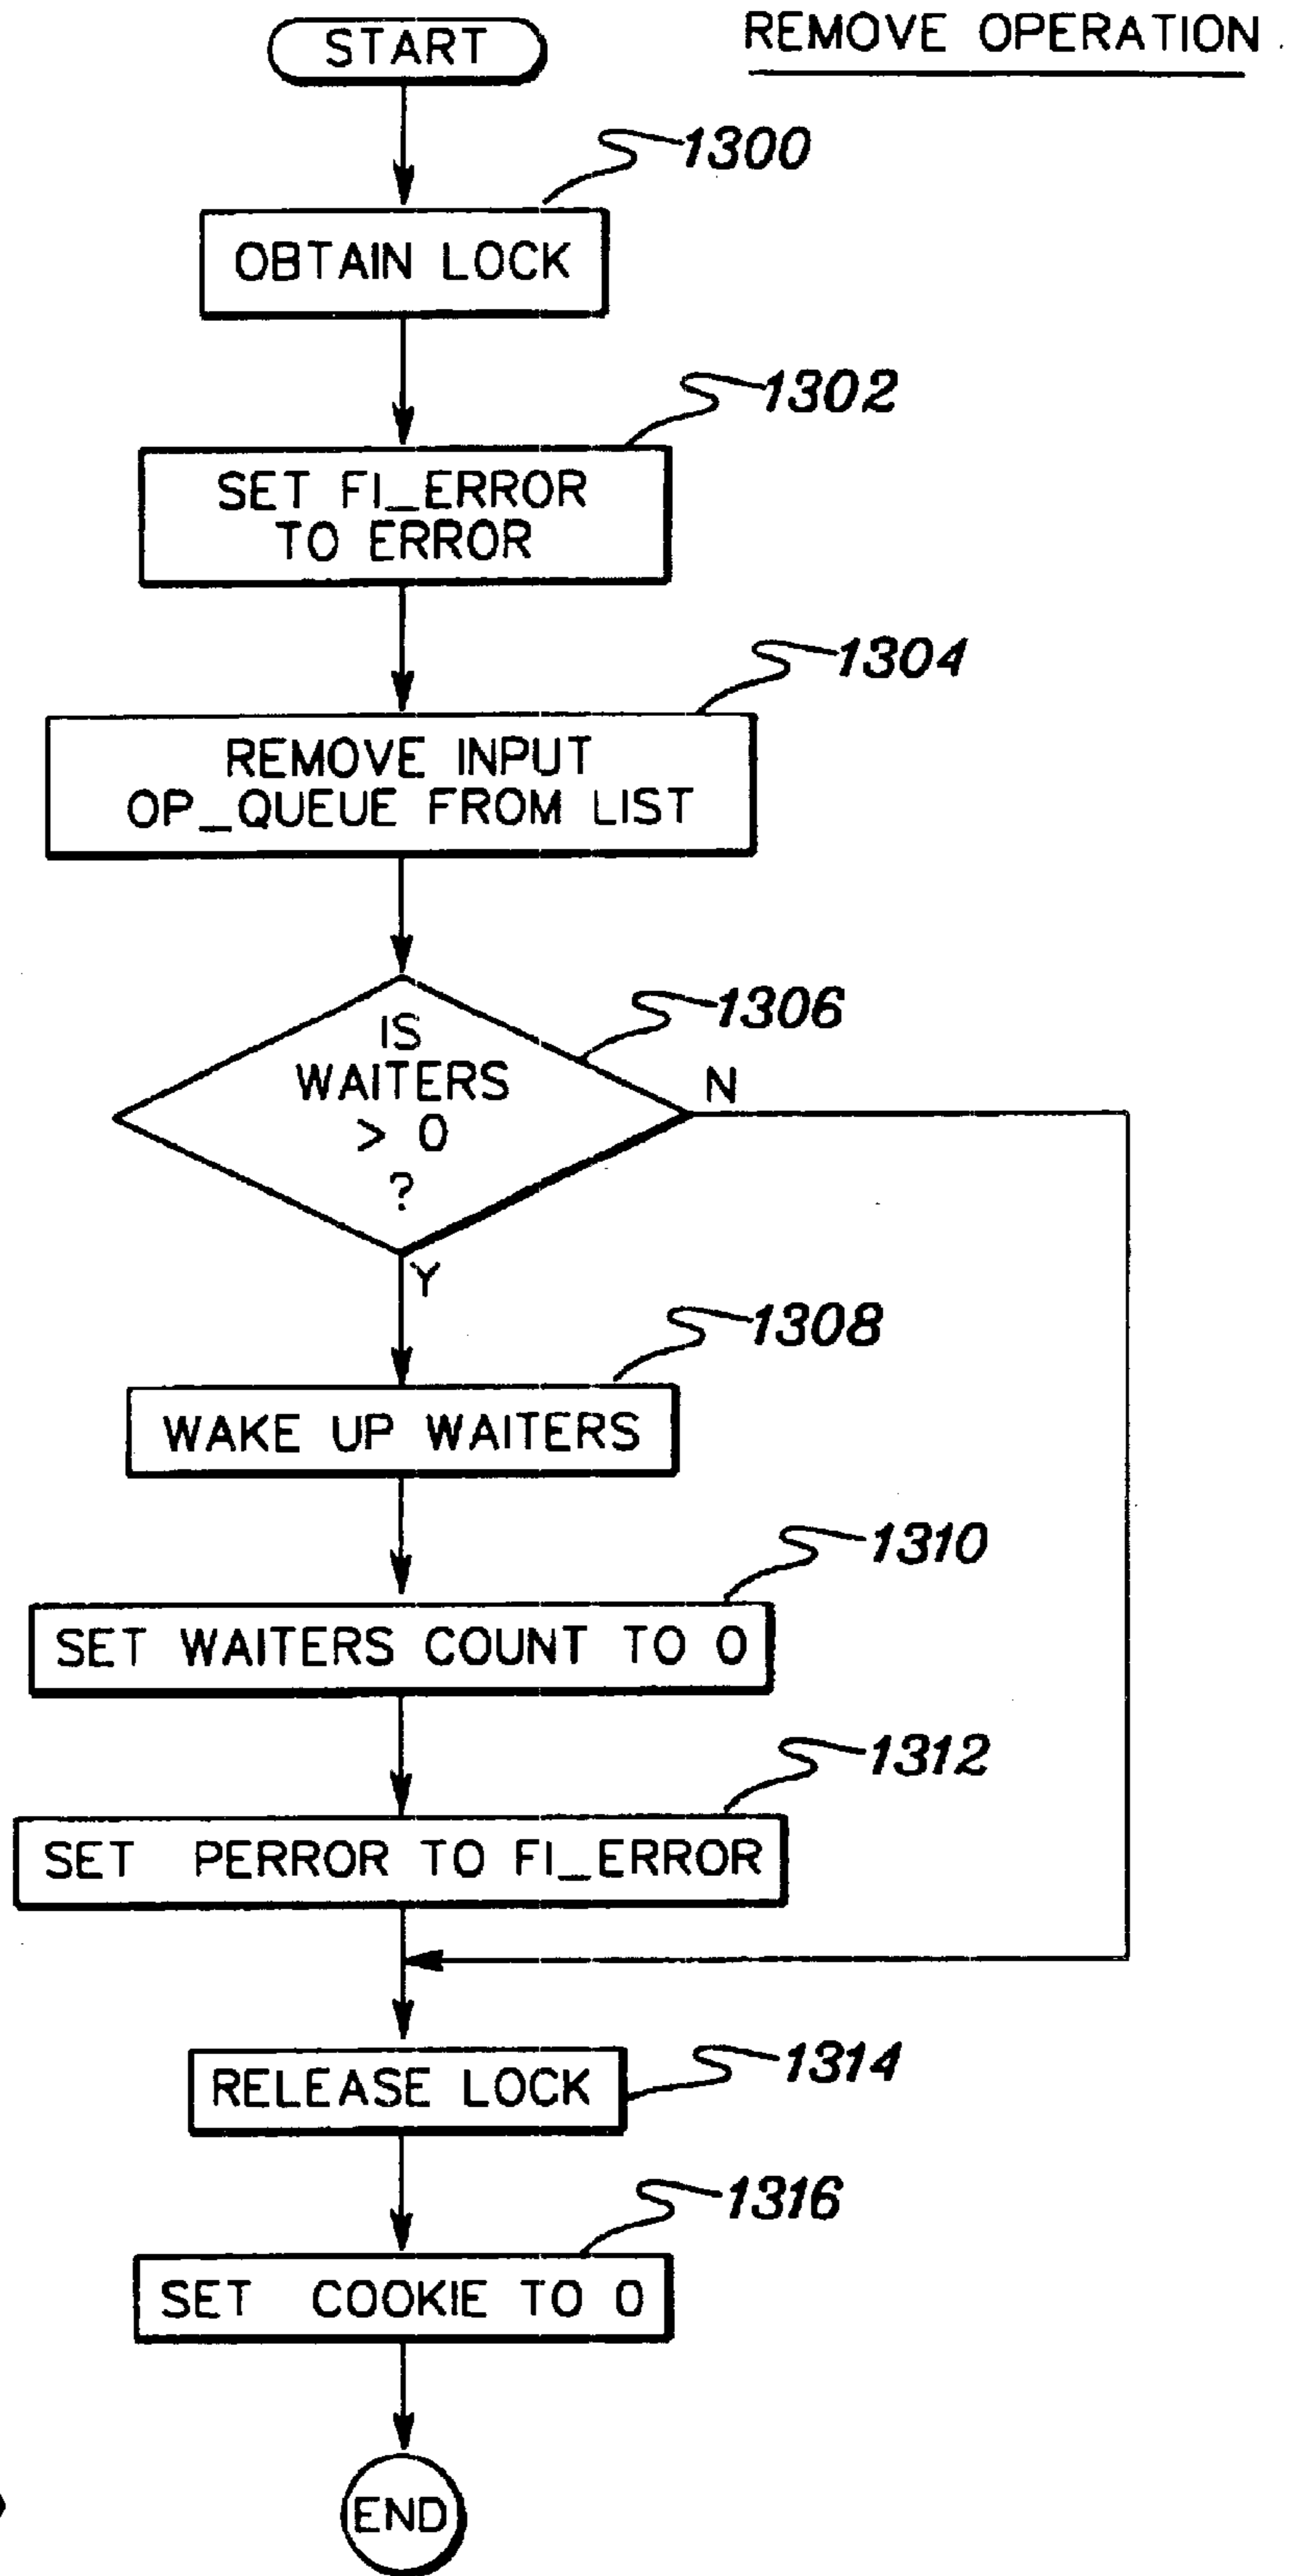 START
REMOVE OPERATION
1300
OBTAIN LOCK
1302
SET FI_ERROR
TO ERROR
1304
REMOVE INPUT
OP_QUEUE FROM LIST
1306
IS
WAITERS
> 0
?
N
Y
1308
WAKE UP WAITERS
1310
SET WAITERS COUNT TO 0
1312
SET PERROR TO FI_ERROR
1314
RELEASE LOCK
1316
SET COOKIE TO 0
END